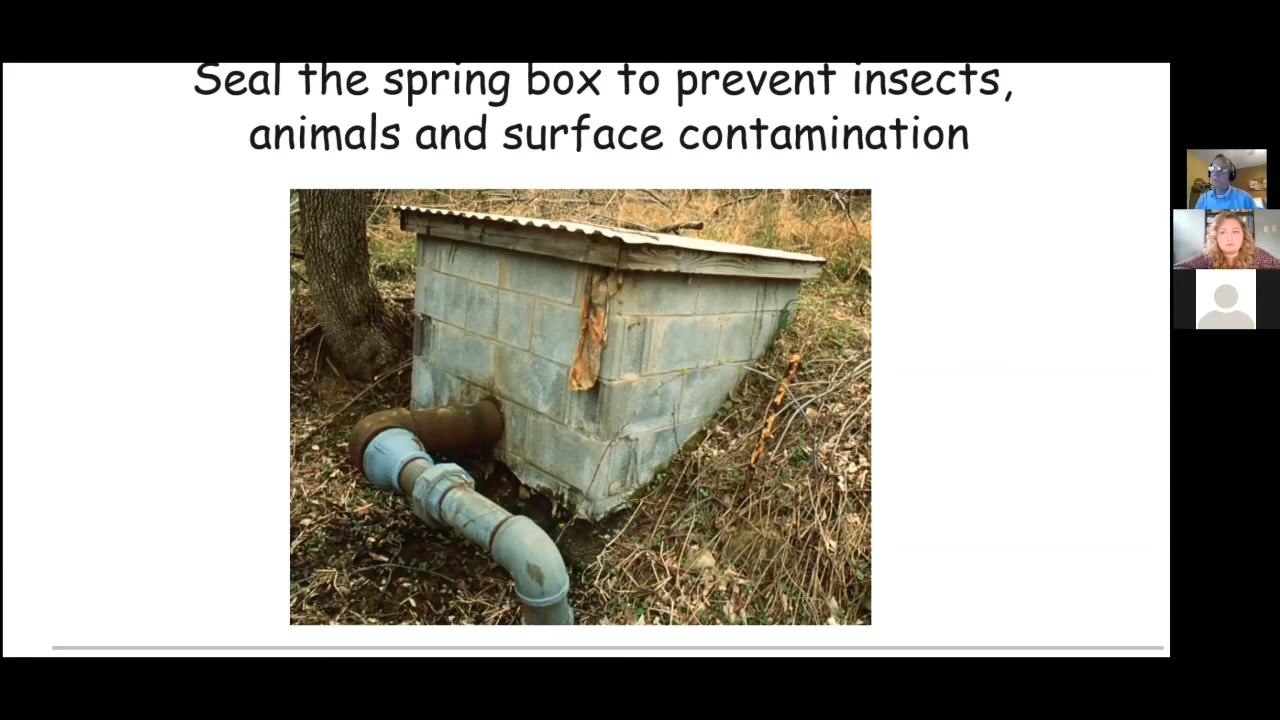 Seal the spring box to prevent insects,
animals and surface contamination